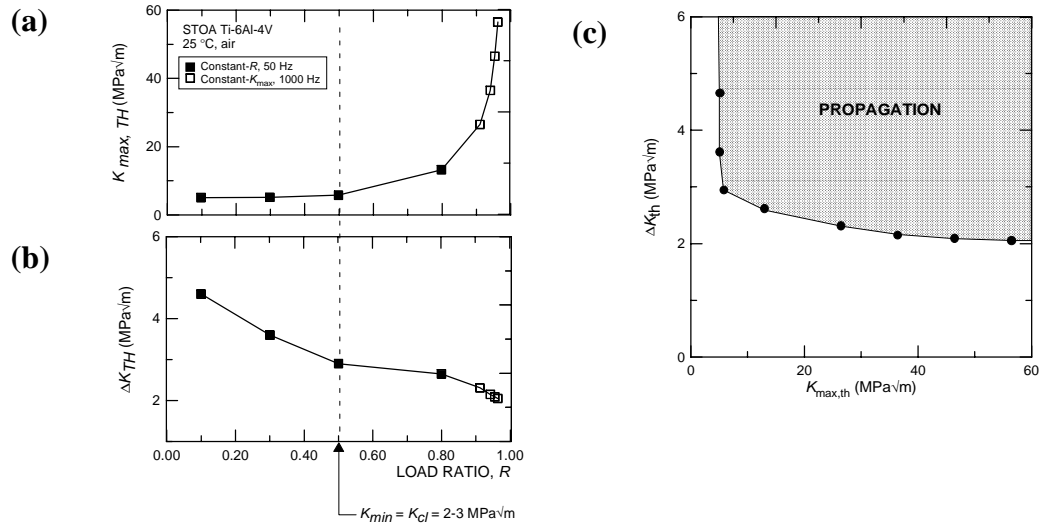 (a)
60
40
20
0
K max, TH (MPa√m)
STOA Ti-6Al-4V
25 °C, air
Constant-R, 50 Hz
Constant-Kmax, 1000 Hz
(b)
6
4
2
ΔKTH (MPa√m)
0.00 0.20 0.40 0.60 0.80 1.00
LOAD RATIO, R
Kmin = Kcl = 2-3 MPa√m
(c)
6
4
2
0
ΔKth (MPa√m)
PROPAGATION
0 20 40 60
Kmax,th (MPa√m)